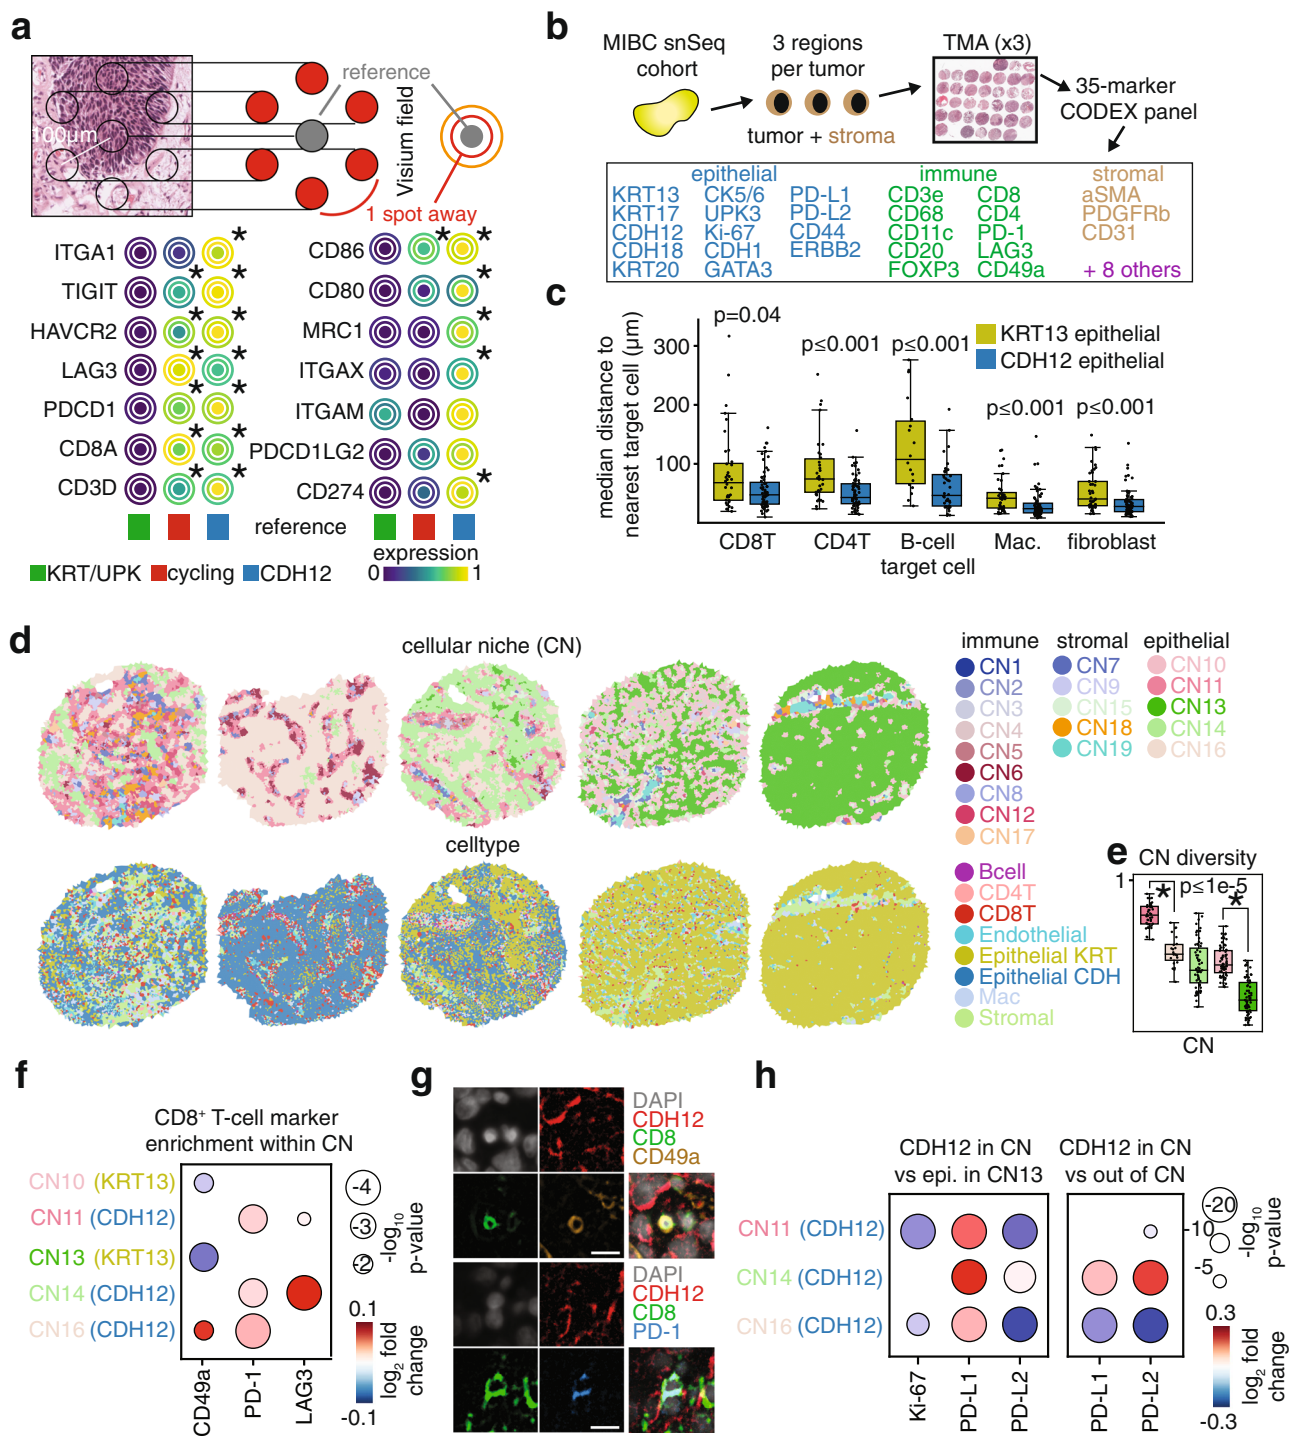 a
reference
100µm
Visium field
1 spot away
ITGA1
*
TIGIT
* *
HAVCR2
* *
LAG3
* *
PDCD1
* *
CD8A
* *
CD3D
* *
CD86
* *
CD80
*
MRC1
*
ITGAX
*
ITGAM
PDCD1LG2
CD274
*
reference
KRT/UPK cycling CDH12
expression
0 1
b
MIBC snSeq
cohort
3 regions
per tumor
tumor + stroma
TMA (x3)
35-marker
CODEX panel
epithelial immune stromal
KRT13 CK5/6 PD-L1 CD3e CD8 aSMA
KRT17 UPK3 PD-L2 CD68 CD4 PDGFRb
CDH12 Ki-67 CD44 CD11c PD-1 CD31
CDH18 CDH1 ERBB2 CD20 LAG3
KRT20 GATA3 FOXP3 CD49a + 8 others
c
median distance to
nearest target cell (µm)
300
200
100
p=0.04
p≤0.001
p≤0.001
p≤0.001
p≤0.001
KRT13 epithelial
CDH12 epithelial
CD8T CD4T B-cell Mac. fibroblast
target cell
d
cellular niche (CN)
celltype
immune stromal epithelial
CN1 CN7 CN10
CN2 CN9 CN11
CN3 CN15 CN13
CN4 CN18 CN14
CN5 CN19 CN16
CN6
CN8
CN12
CN17
Bcell
CD4T
CD8T
Endothelial
Epithelial KRT
Epithelial CDH
Mac
Stromal
e
CN diversity
1
* p≤1e-5
*
CN
f
CD8⁺ T-cell marker
enrichment within CN
CN10 (KRT13)
CN11 (CDH12)
CN13 (KRT13)
CN14 (CDH12)
CN16 (CDH12)
CD49a
PD-1
LAG3
-4
-3
-2
-log₁₀
p-value
0.1
log₂ fold
change
-0.1
g
DAPI
CDH12
CD8
CD49a
DAPI
CDH12
CD8
PD-1
h
CDH12 in CN
vs epi. in CN13
CDH12 in CN
vs out of CN
CN11 (CDH12)
CN14 (CDH12)
CN16 (CDH12)
Ki-67
PD-L1
PD-L2
PD-L1
PD-L2
-20
-10
-5
-log₁₀
p-value
0.3
log₂ fold
change
-0.3